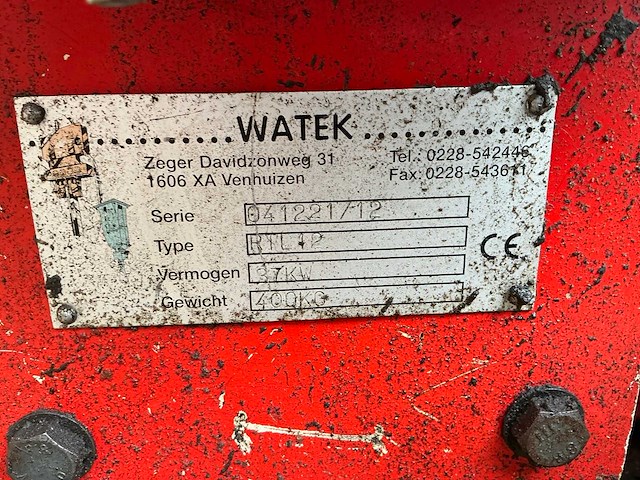 WATEK
Zeger Davidzonweg 31
1606 XA Venhuizen
Tel.: 0228-542446
Fax: 0228-543611
Serie 041221/12
Type
Vermogen 37KW
Gewicht 400KG
CE